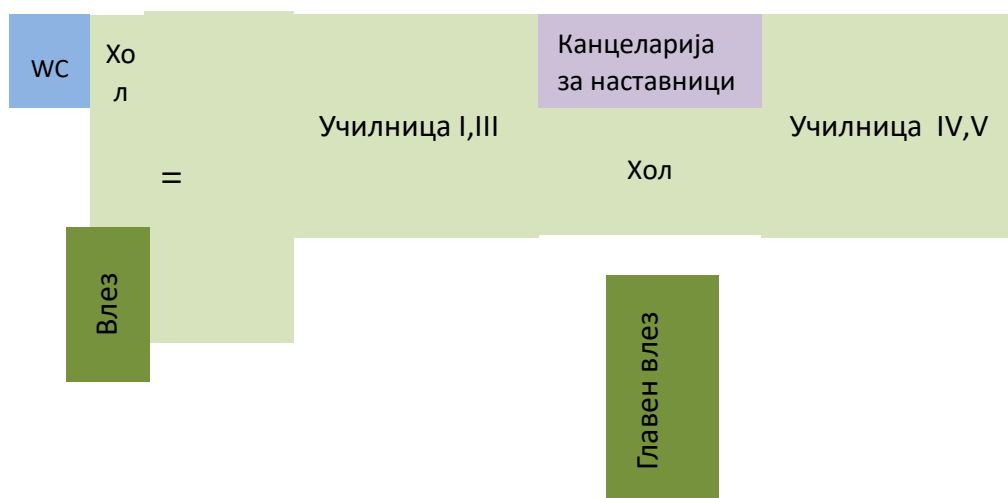 WC
Хо
л
=
Училница I,III
Канцеларија
за наставници
Хол
Училница  IV,V
Влез
Главен влез